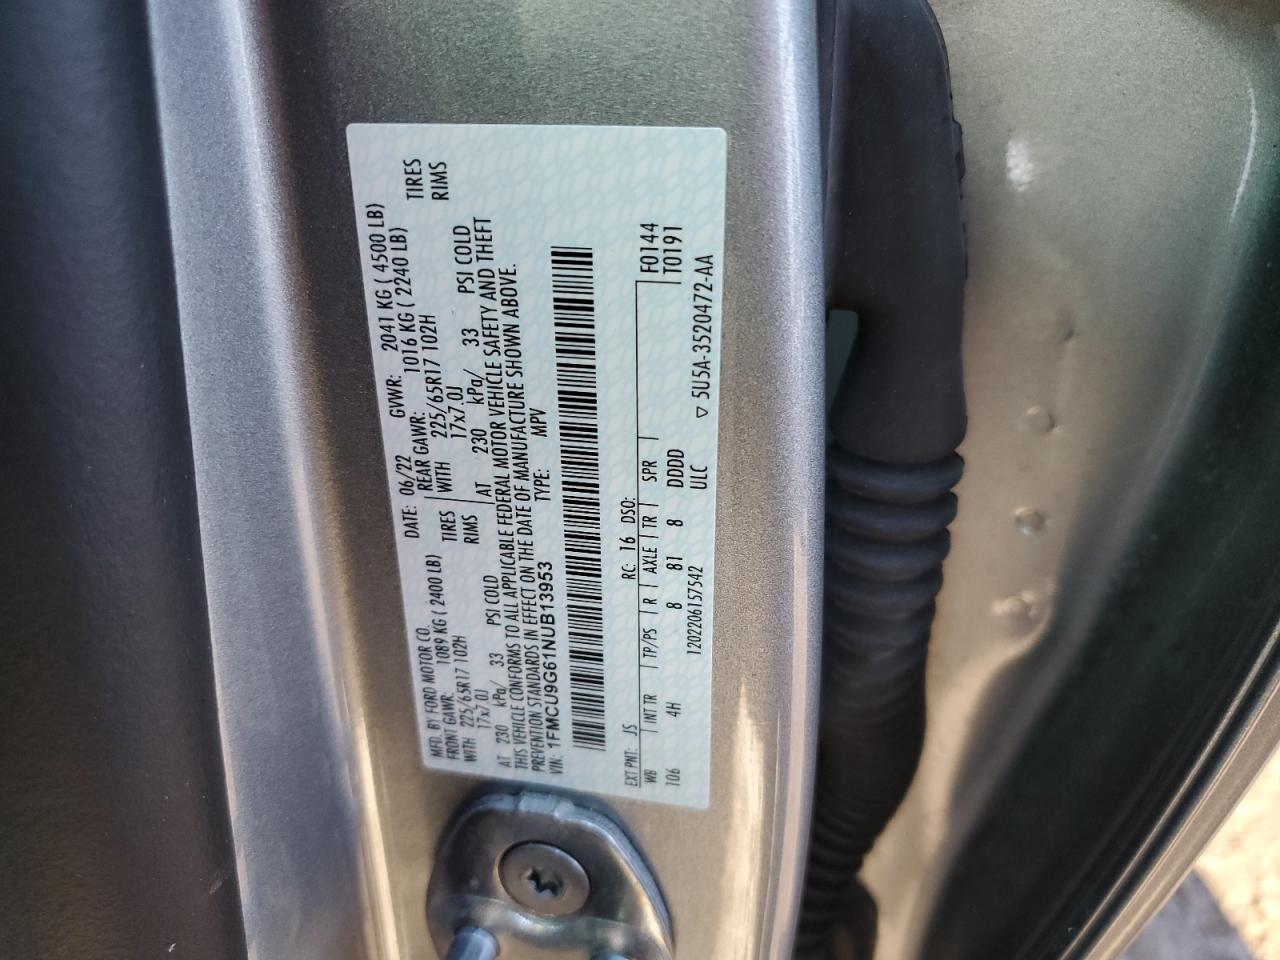 MFD. BY FORD MOTOR CO.
DATE: 06/22 GVWR: 2041 KG ( 4500 LB)
FRONT GAWR: 1089 KG ( 2400 LB) REAR GAWR: 1016 KG ( 2240 LB)
WITH 225/65R17 102H TIRES WITH 225/65R17 102H TIRES
17x7.0J RIMS 17x7.0J RIMS
AT 230 kPa/ 33 PSI COLD AT 230 kPa/ 33 PSI COLD
THIS VEHICLE CONFORMS TO ALL APPLICABLE FEDERAL MOTOR VEHICLE SAFETY AND THEFT
PREVENTION STANDARDS IN EFFECT ON THE DATE OF MANUFACTURE SHOWN ABOVE.
VIN: 1FMCU9G61NUB13953 TYPE: MPV
EXT PNT: JS RC: 16 DSO: F0144
WB INT TR TP/PS R AXLE TR SPR T0191
106 4H 8 81 8 DDDD
1202206157542 ULC ▽ 5U5A-3520472-AA